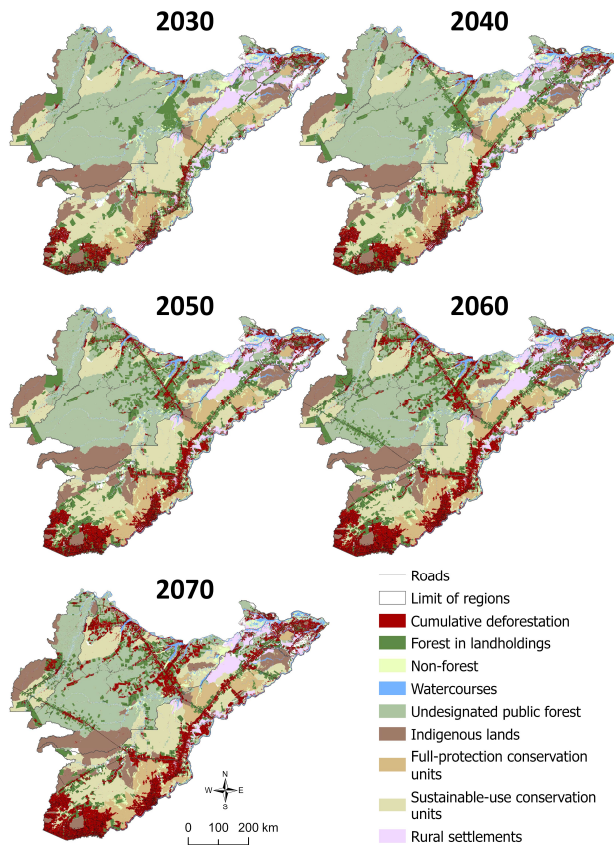 2030
2040
2050
2060
2070
Roads
Limit of regions
Cumulative deforestation
Forest in landholdings
Non-forest
Watercourses
Undesignated public forest
Indigenous lands
Full-protection conservation
units
Sustainable-use conservation
units
Rural settlements
N
W E
S
0 100 200 km